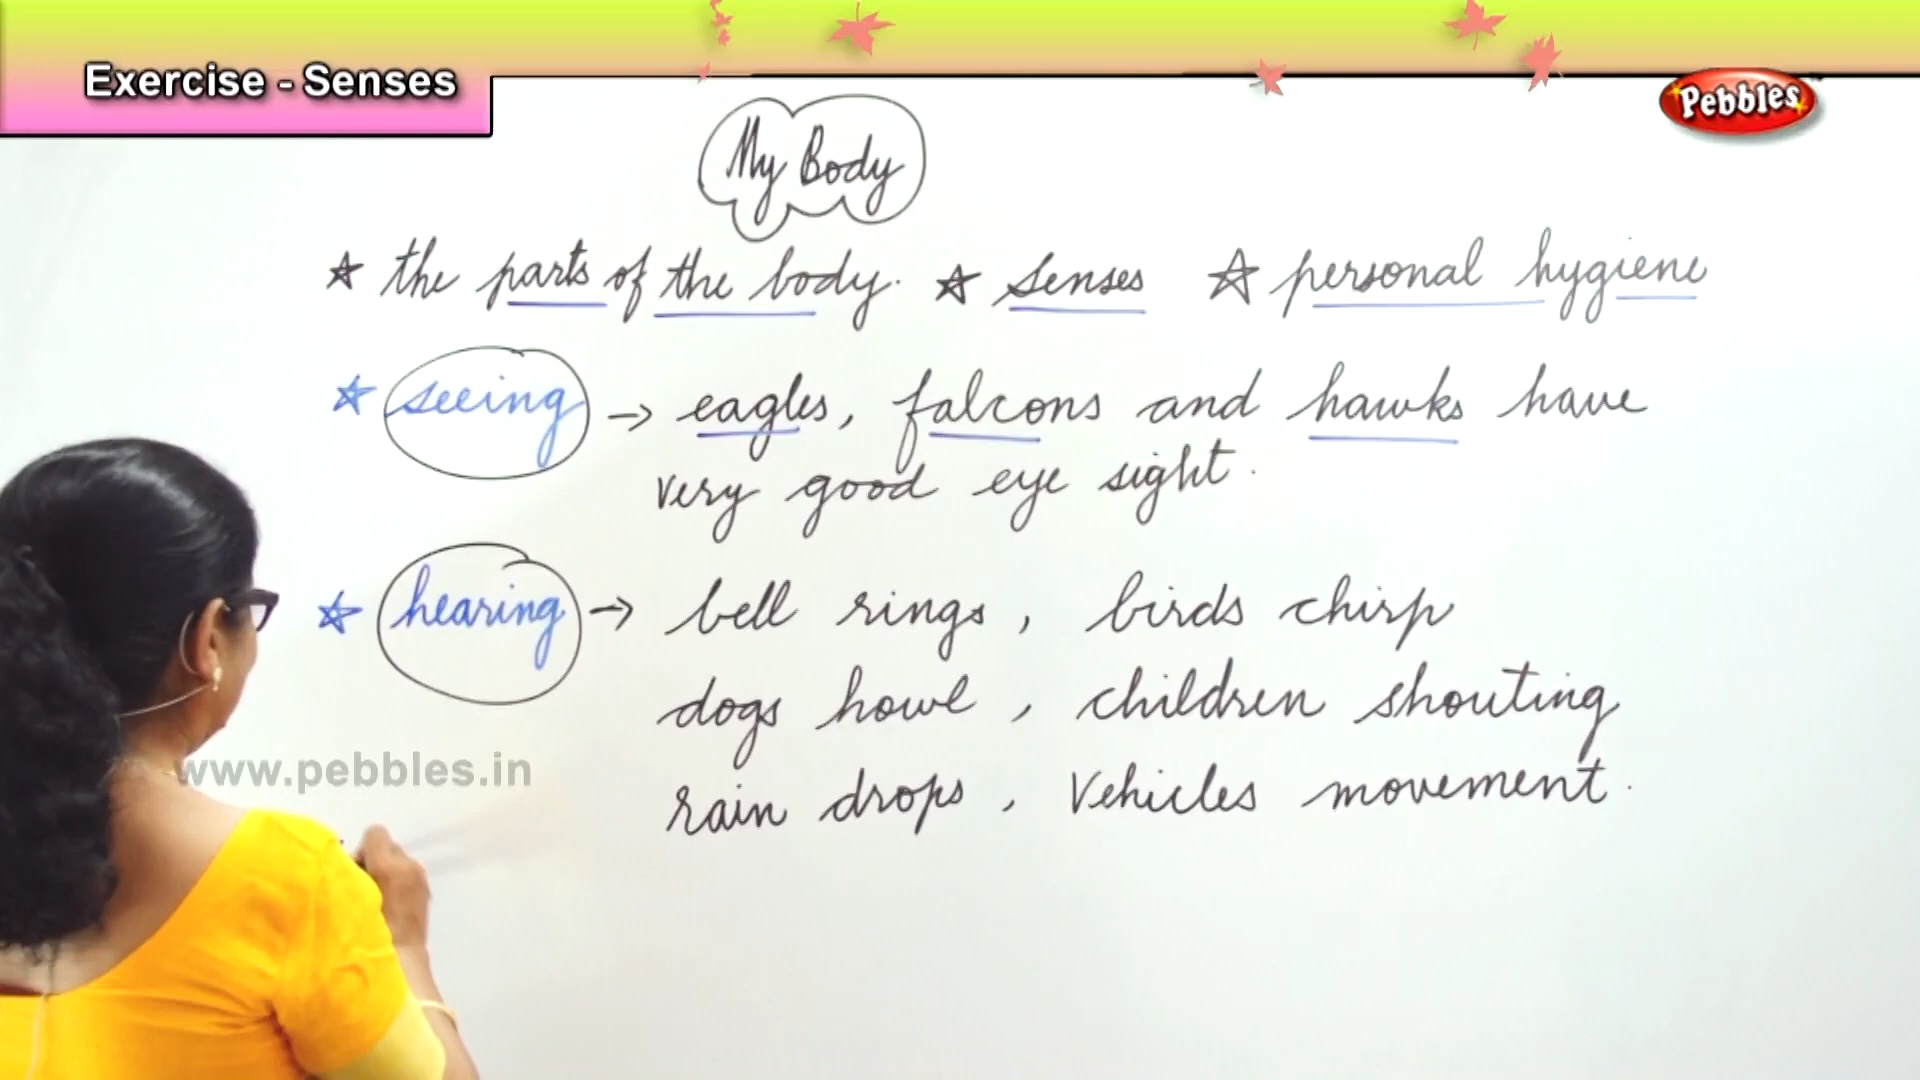 Exercise - Senses
Pebbles
My Body
☆ the parts of the body. ☆ senses ☆ personal hygiene
☆ seeing → eagles, falcons and hawks have
very good eye sight.
☆ hearing → bell rings, birds chirp
dogs howl, children shouting
rain drops, vehicles movement.
www.pebbles.in